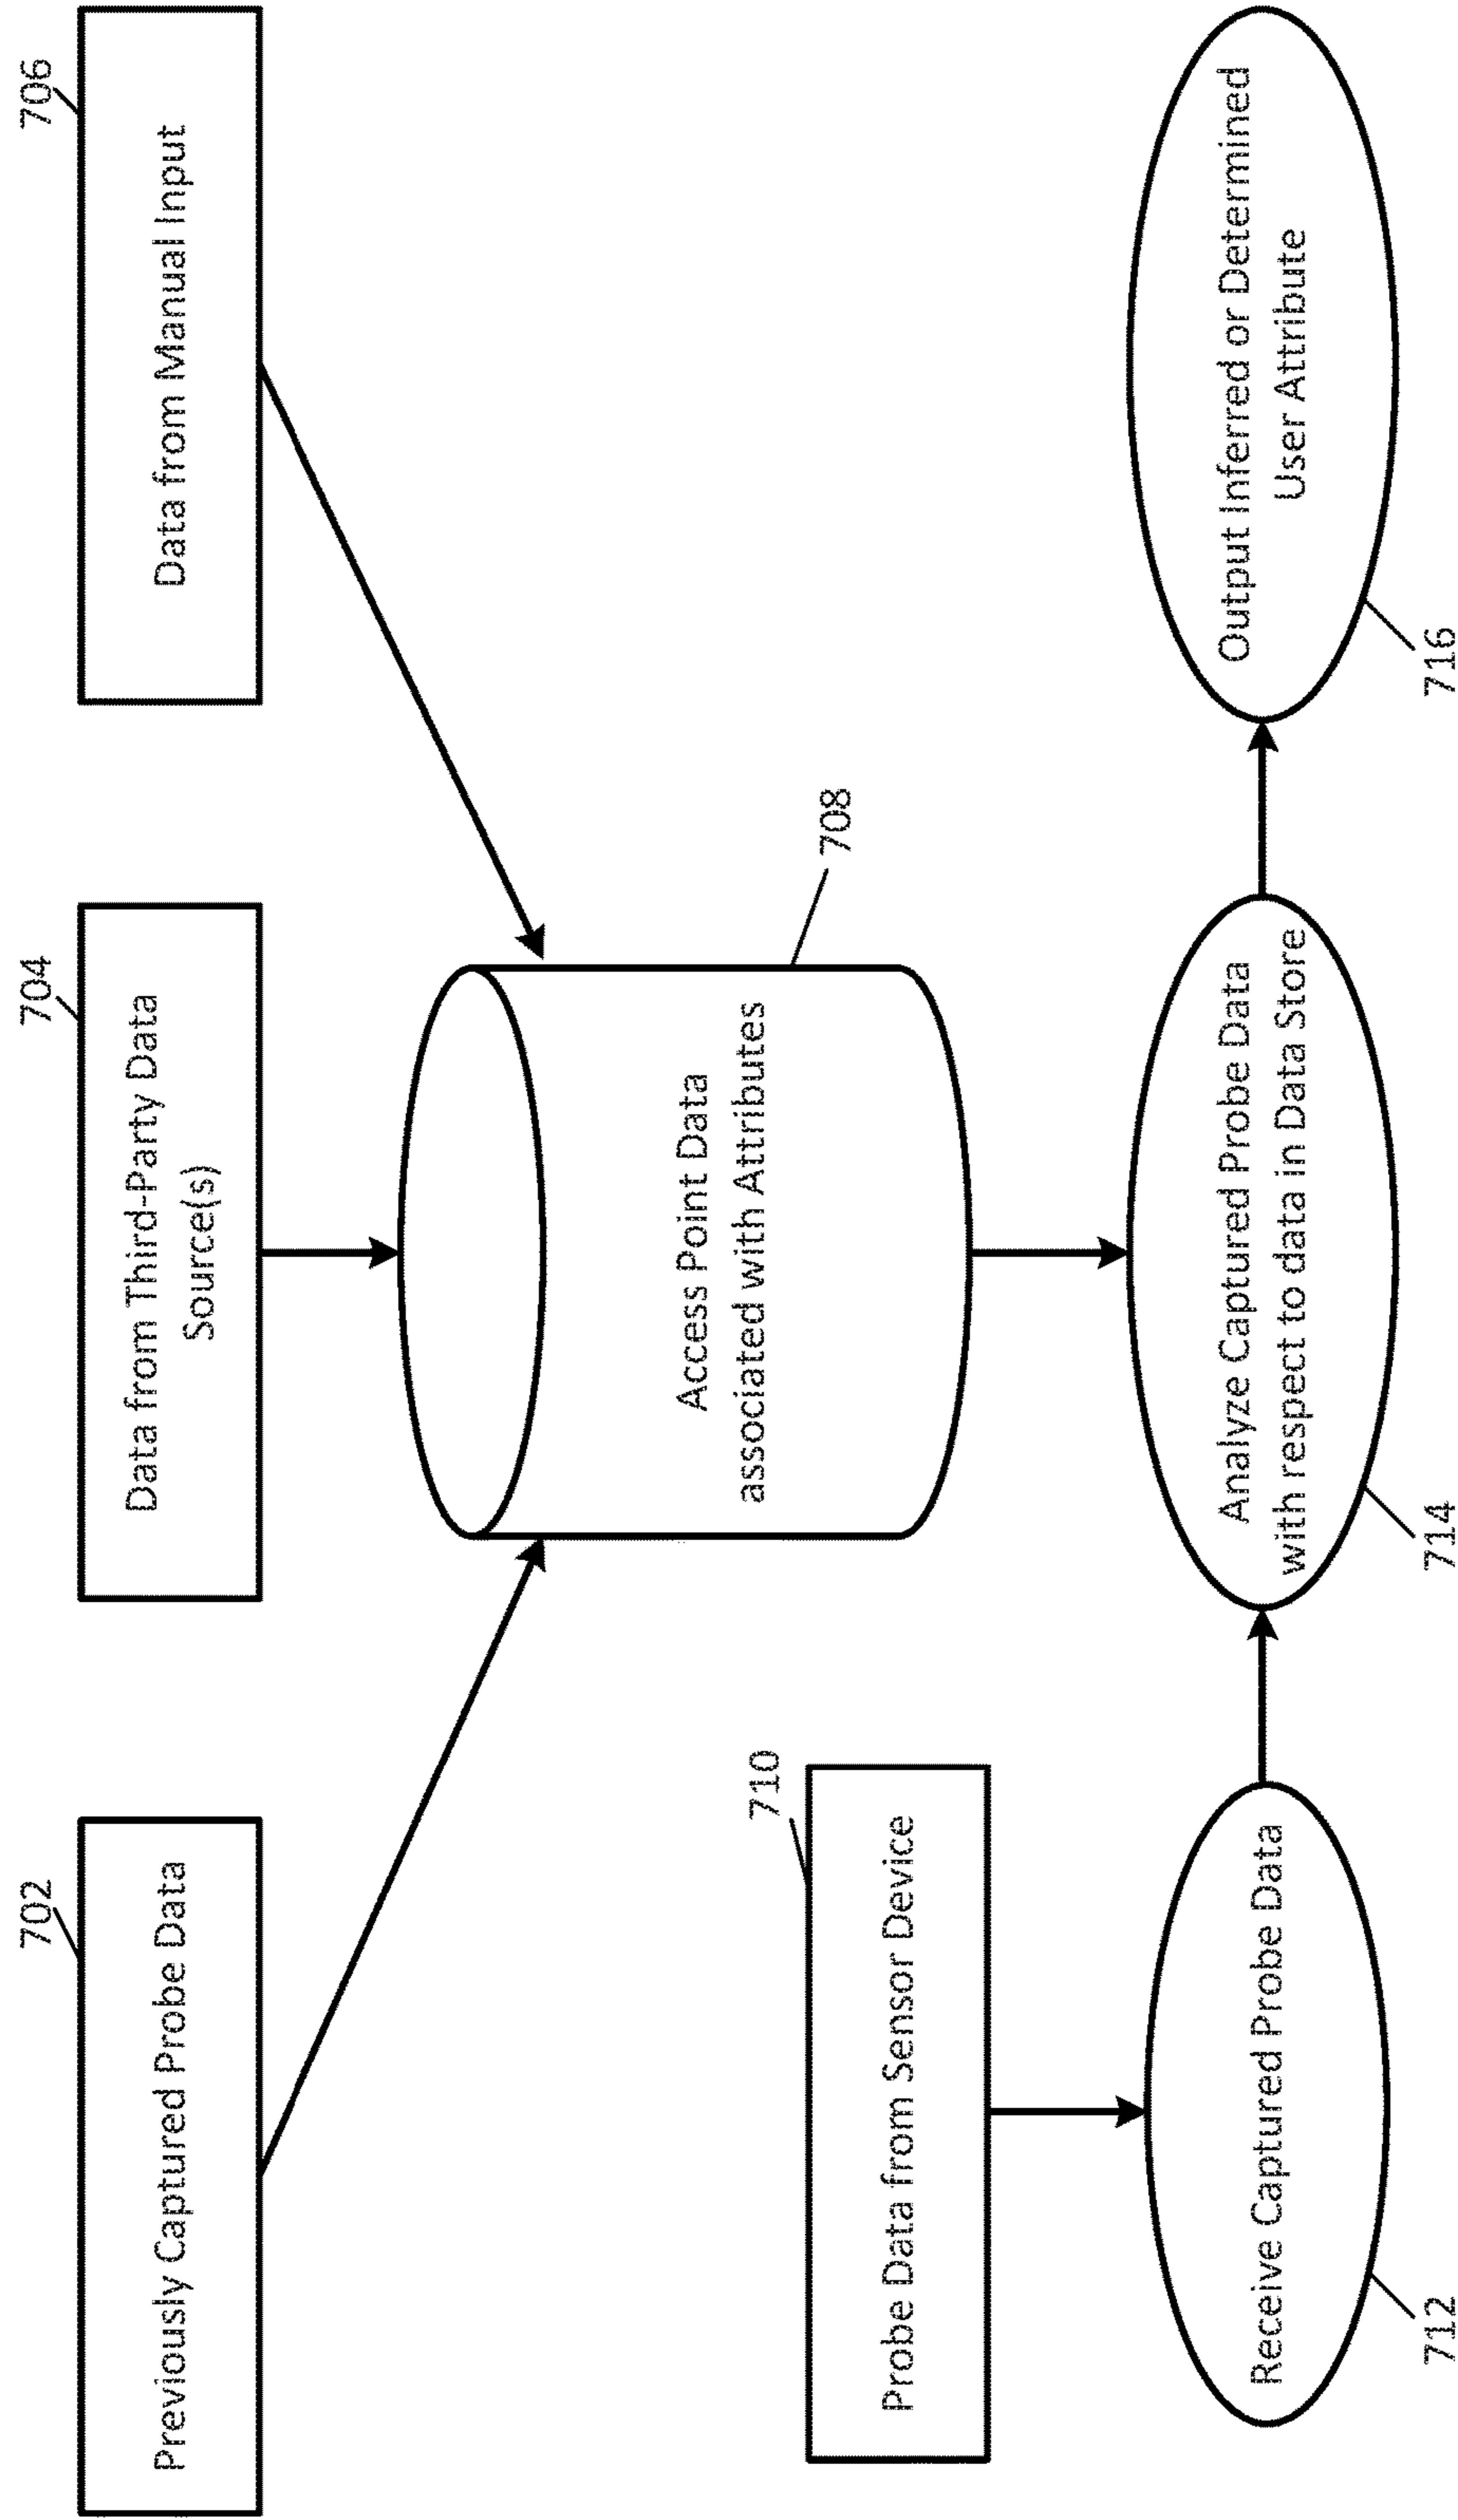 702
Previously Captured Probe Data
704
Data from Third-Party Data
Source(s)
706
Data from Manual Input
Access Point Data
associated with Attributes
708
710
Probe Data from Sensor Device
Receive Captured Probe Data
712
Analyze Captured Probe Data
with respect to data in Data Store
714
Output Inferred or Determined
User Attribute
716